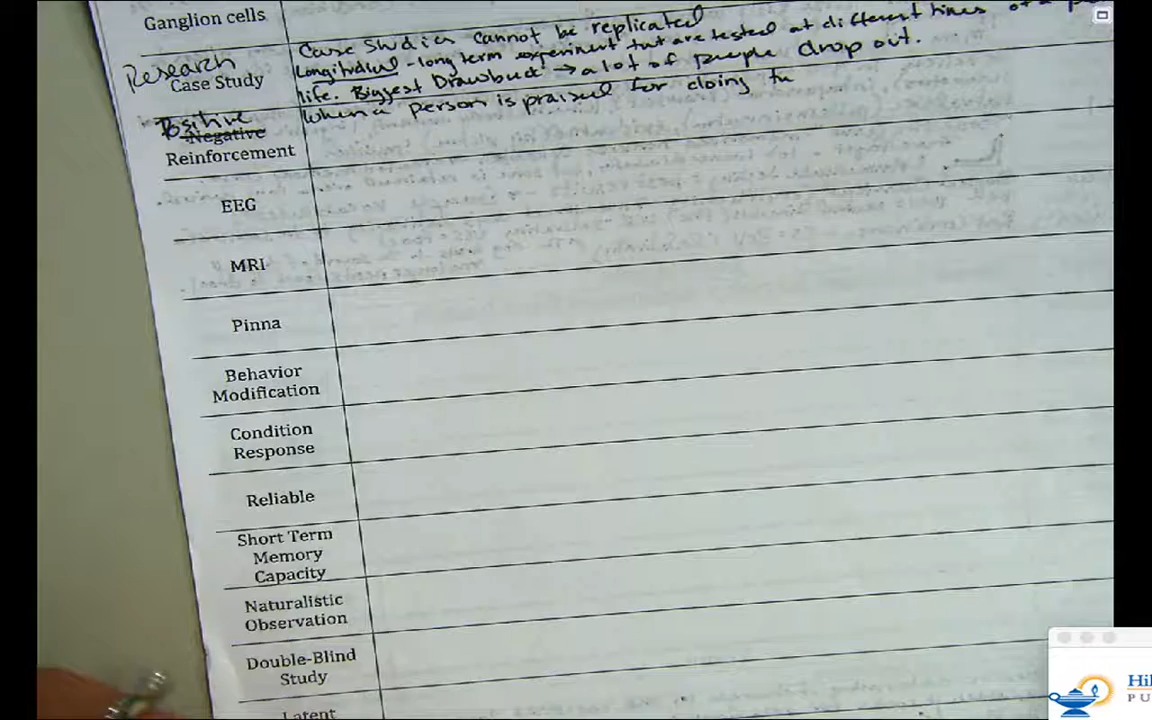 Ganglion cells
Research
Case Study
Case Studies cannot be replicated
Longitudinal - long term experiment that are tested at different times of a
life. Biggest Drawback → a lot of people drop out.
Positive
Negative
Reinforcement
When a person is praised for doing
EEG
MRI
Pinna
Behavior
Modification
Condition
Response
Reliable
Short Term
Memory
Capacity
Naturalistic
Observation
Double-Blind
Study
Latent